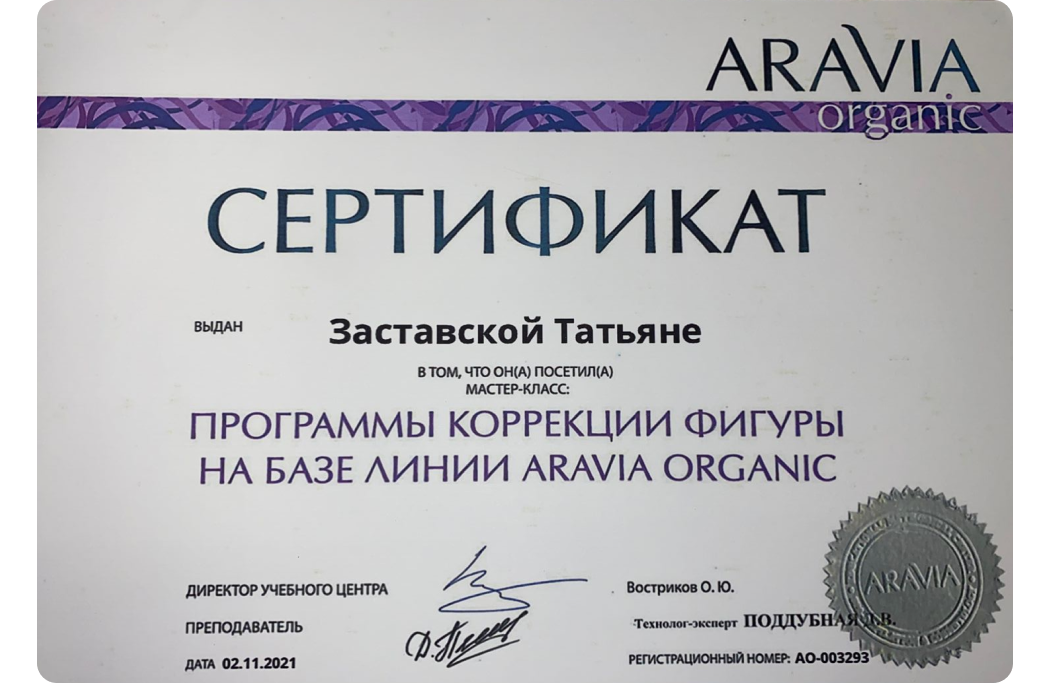 ARAVIA
organic
СЕРТИФИКАТ
ВЫДАН Заставской Татьяне
В ТОМ, ЧТО ОН(А) ПОСЕТИЛ(А)
МАСТЕР-КЛАСС:
ПРОГРАММЫ КОРРЕКЦИИ ФИГУРЫ
НА БАЗЕ ЛИНИИ ARAVIA ORGANIC
ARAVIA
ДИРЕКТОР УЧЕБНОГО ЦЕНТРА Востриков О. Ю.
ПРЕПОДАВАТЕЛЬ Технолог-эксперт ПОДДУБНАЯ Д.В.
ДАТА 02.11.2021 РЕГИСТРАЦИОННЫЙ НОМЕР: АО-003293